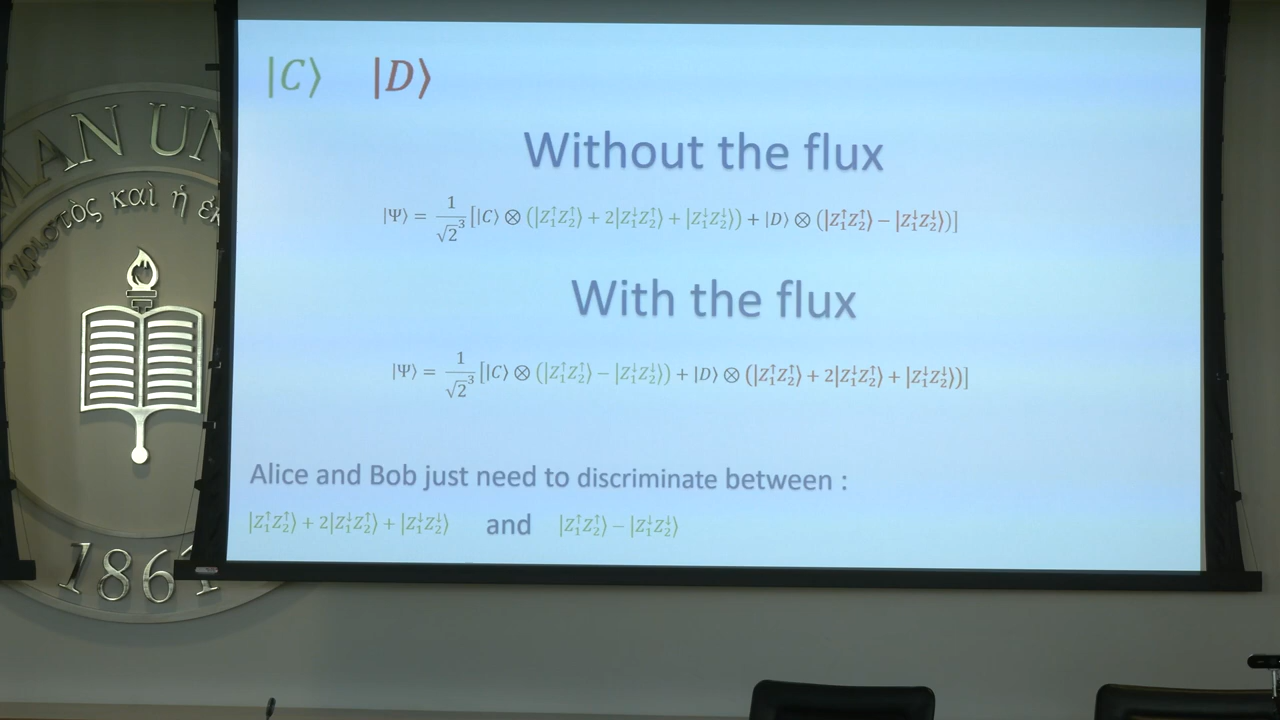 |C⟩ |D⟩
Without the flux
|Ψ⟩ = 1/√2³ [|C⟩ ⊗ (|Z₁↑Z₂↑⟩ + 2|Z₁↓Z₂↑⟩ + |Z₁↓Z₂↓⟩) + |D⟩ ⊗ (|Z₁↑Z₂↑⟩ − |Z₁↓Z₂↓⟩)]
With the flux
|Ψ⟩ = 1/√2³ [|C⟩ ⊗ (|Z₁↑Z₂↑⟩ − |Z₁↓Z₂↓⟩) + |D⟩ ⊗ (|Z₁↑Z₂↑⟩ + 2|Z₁↓Z₂↑⟩ + |Z₁↓Z₂↓⟩)]
Alice and Bob just need to discriminate between :
|Z₁↑Z₂↑⟩ + 2|Z₁↓Z₂↑⟩ + |Z₁↓Z₂↓⟩ and |Z₁↑Z₂↑⟩ − |Z₁↓Z₂↓⟩
MAN UN
χριστὸς καὶ ἡ ἐκ
1861